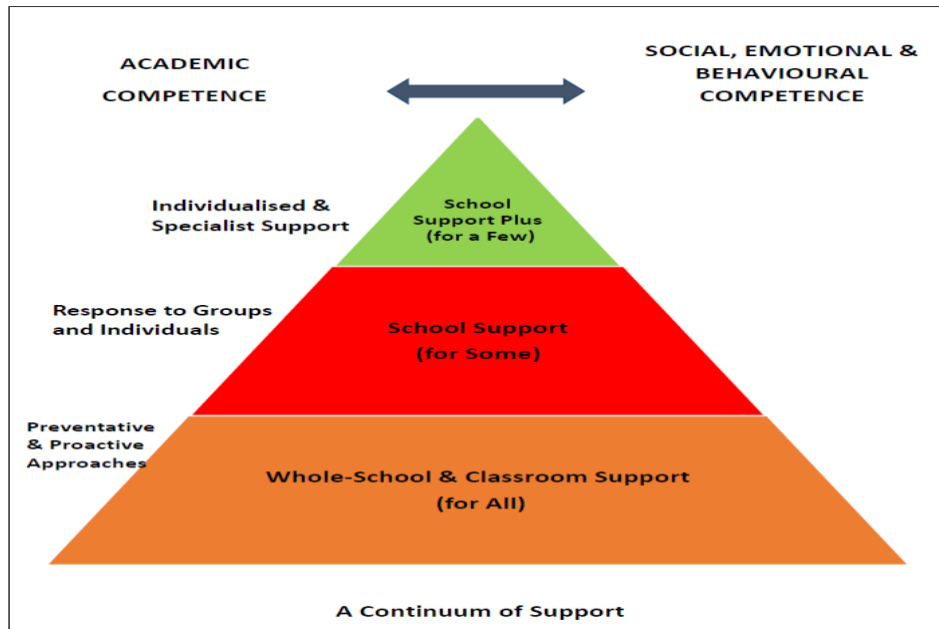 ACADEMIC
COMPETENCE
SOCIAL, EMOTIONAL &
BEHAVIOURAL
COMPETENCE
Individualised &
Specialist Support
School
Support Plus
(for a Few)
Response to Groups
and Individuals
School Support
(for Some)
Preventative
& Proactive
Approaches
Whole-School & Classroom Support
(for All)
A Continuum of Support